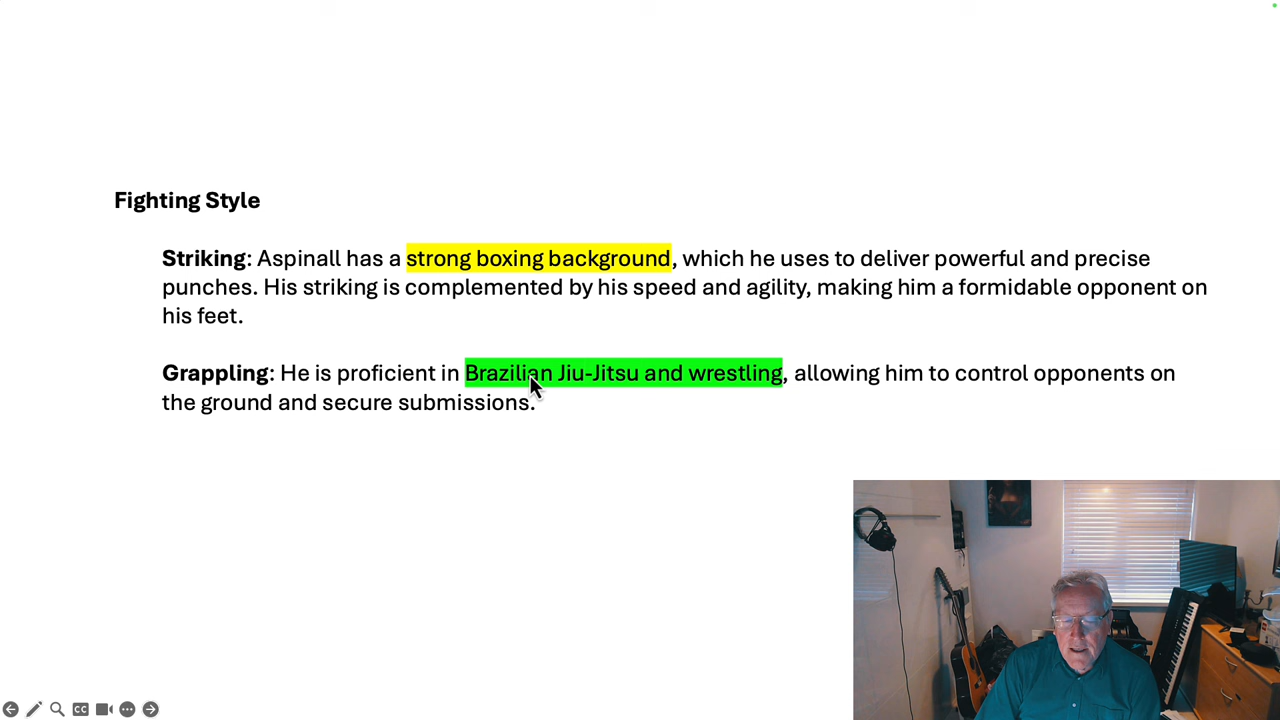 Fighting Style
Striking: Aspinall has a strong boxing background, which he uses to deliver powerful and precise
punches. His striking is complemented by his speed and agility, making him a formidable opponent on
his feet.
Grappling: He is proficient in Brazilian Jiu-Jitsu and wrestling, allowing him to control opponents on
the ground and secure submissions.
CC